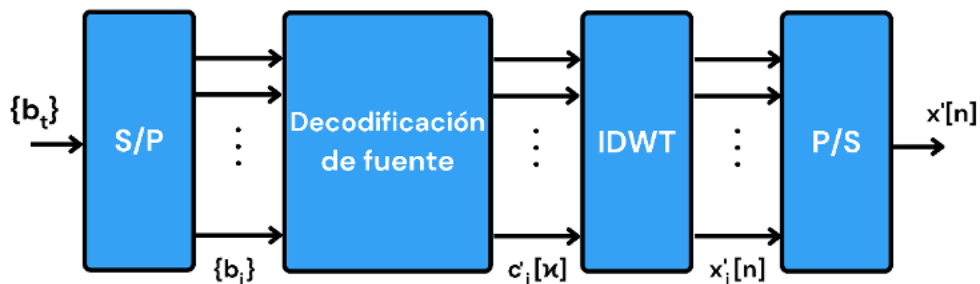 {bₜ}
S/P
{bᵢ}
Decodificación
de fuente
c'ᵢ[ϰ]
IDWT
x'ᵢ[n]
P/S
x'[n]